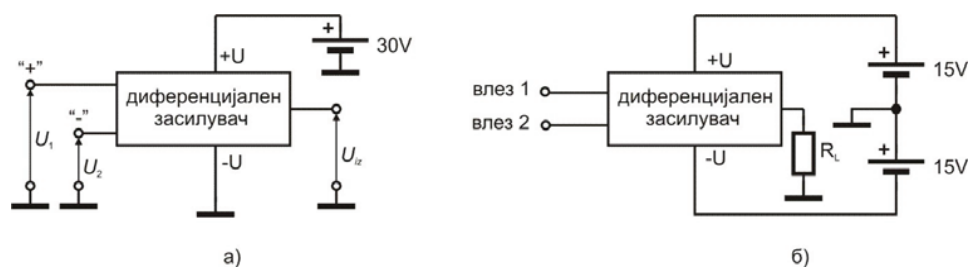 +
30V
+U
"+"
диференцијален
засилувач
"-"
U1
U2
-U
Uiz
а)
+
15V
+U
влез 1
диференцијален
засилувач
влез 2
-U
RL
+
15V
б)